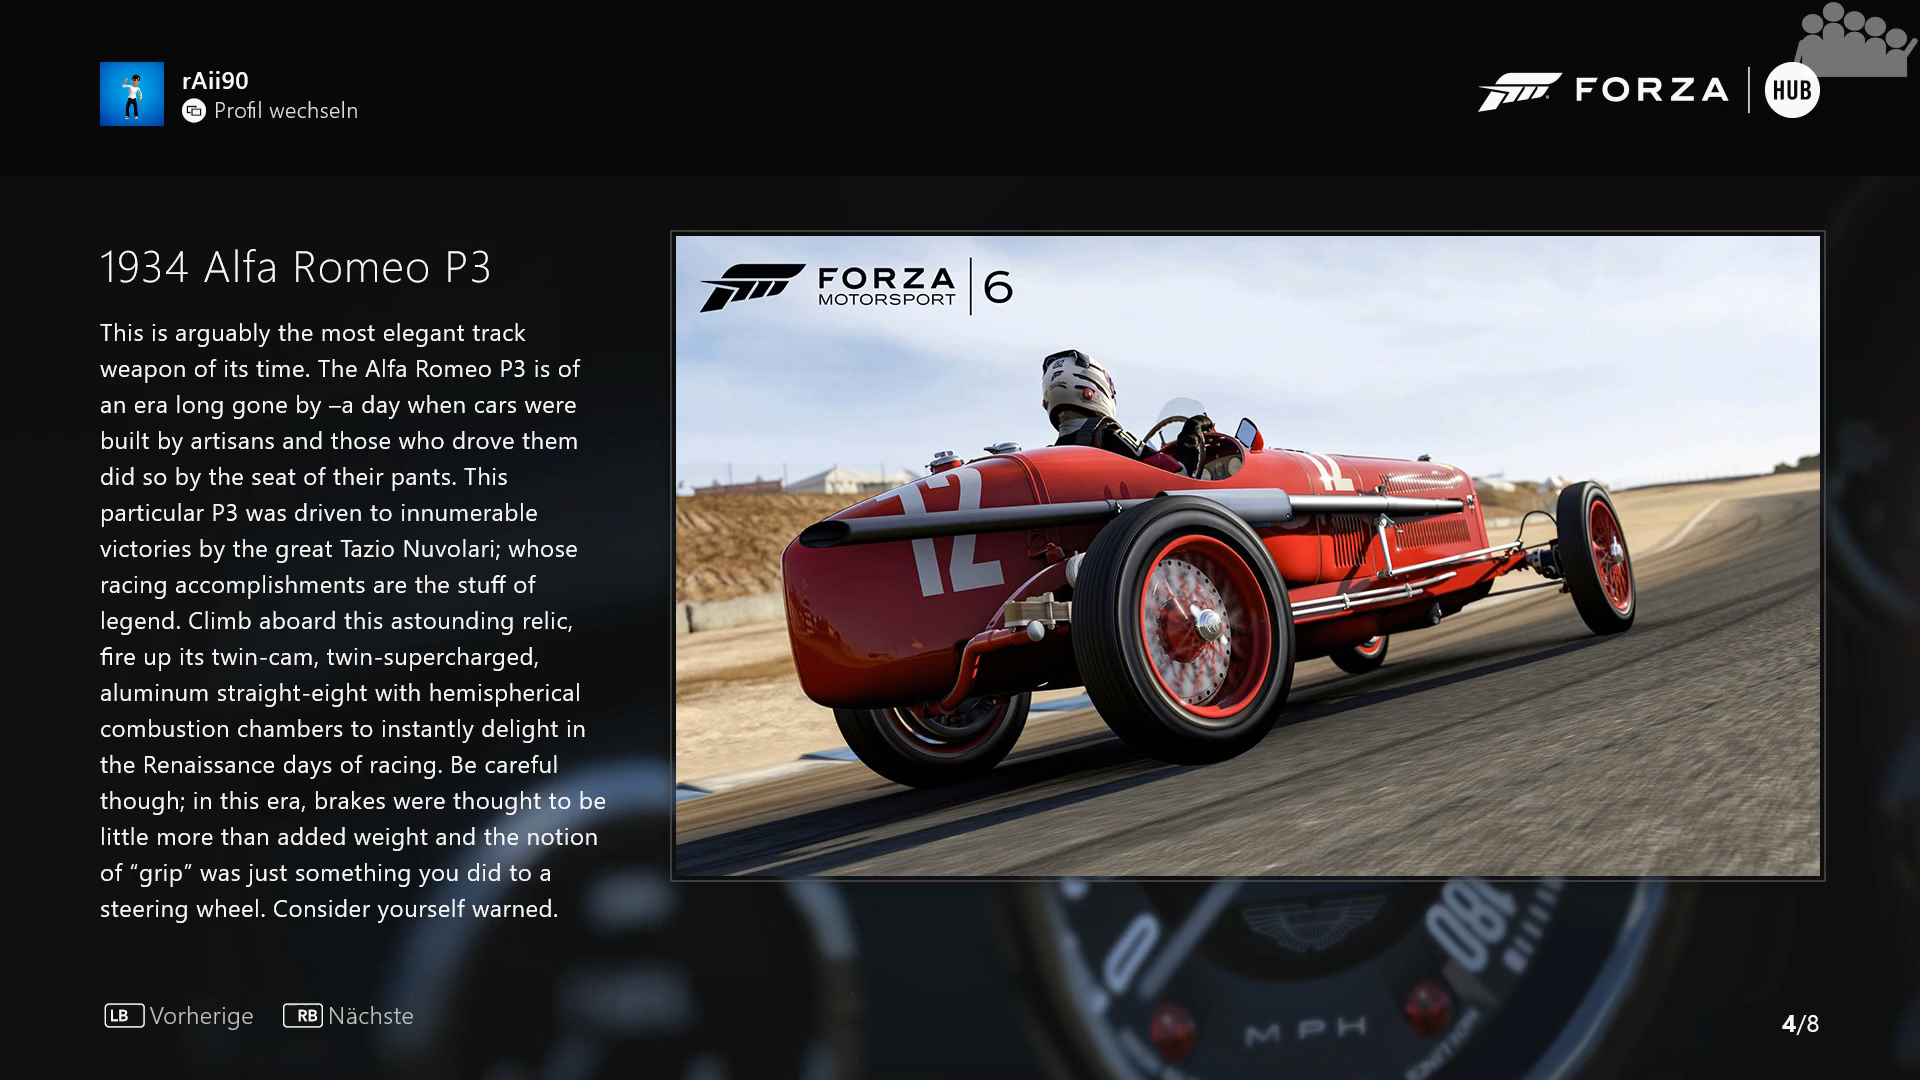 rAii90
Profil wechseln
FORZA HUB
1934 Alfa Romeo P3
This is arguably the most elegant track
weapon of its time. The Alfa Romeo P3 is of
an era long gone by –a day when cars were
built by artisans and those who drove them
did so by the seat of their pants. This
particular P3 was driven to innumerable
victories by the great Tazio Nuvolari; whose
racing accomplishments are the stuff of
legend. Climb aboard this astounding relic,
fire up its twin-cam, twin-supercharged,
aluminum straight-eight with hemispherical
combustion chambers to instantly delight in
the Renaissance days of racing. Be careful
though; in this era, brakes were thought to be
little more than added weight and the notion
of “grip” was just something you did to a
steering wheel. Consider yourself warned.
FORZA
MOTORSPORT
6
12
12
180
MPH
IGNITION
LB Vorherige RB Nächste
4/8